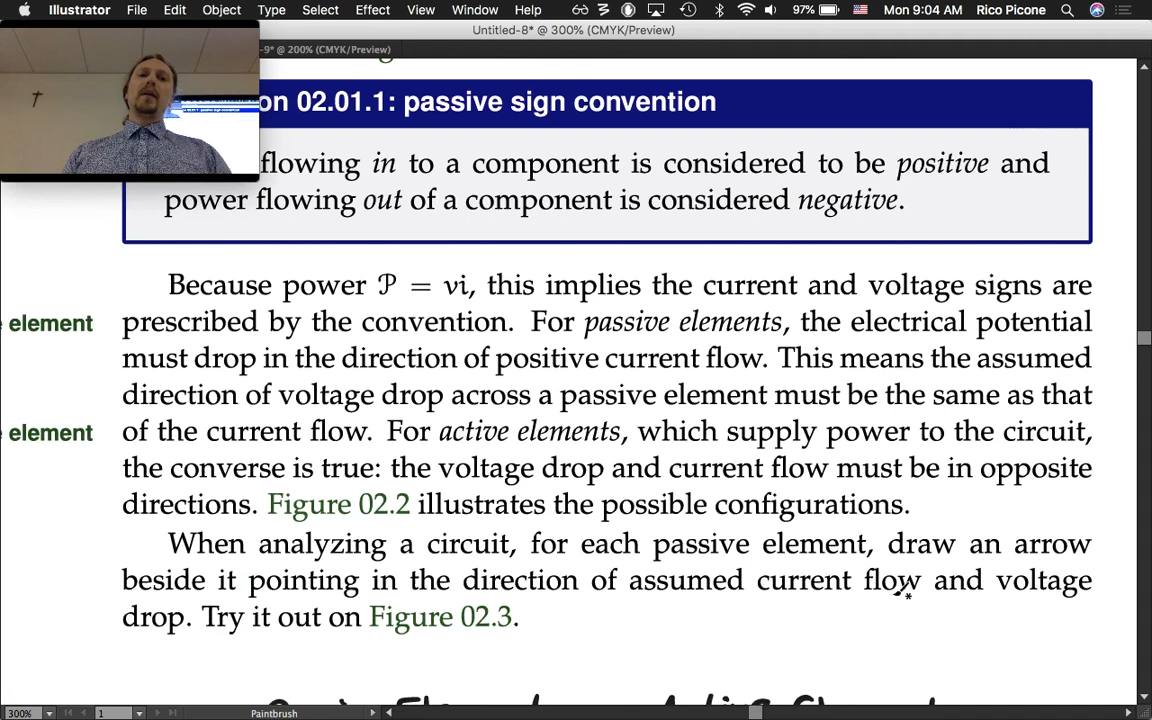 Illustrator File Edit Object Type Select Effect View Window Help 97% Mon 9:04 AM Rico Picone
Untitled-8* @ 300% (CMYK/Preview)
-9* @ 200% (CMYK/Preview)
on 02.01.1: passive sign convention
flowing in to a component is considered to be positive and
power flowing out of a component is considered negative.
Because power P = vi, this implies the current and voltage signs are
element prescribed by the convention. For passive elements, the electrical potential
must drop in the direction of positive current flow. This means the assumed
direction of voltage drop across a passive element must be the same as that
element of the current flow. For active elements, which supply power to the circuit,
the converse is true: the voltage drop and current flow must be in opposite
directions. Figure 02.2 illustrates the possible configurations.
When analyzing a circuit, for each passive element, draw an arrow
beside it pointing in the direction of assumed current flow and voltage
drop. Try it out on Figure 02.3.
300% 1 Paintbrush